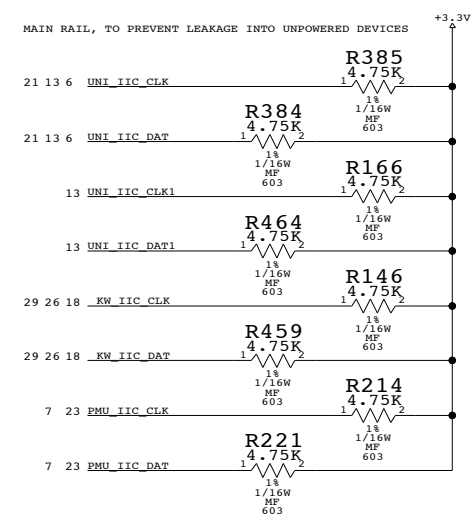 +3.3V
MAIN RAIL, TO PREVENT LEAKAGE INTO UNPOWERED DEVICES
R385
4.75K
21 13 6 UNI_IIC_CLK 1 2
1%
1/16W
MF
603
R384
4.75K
21 13 6 UNI_IIC_DAT 1 2
1%
1/16W
MF
603
R166
4.75K
13 UNI_IIC_CLK1 1 2
1%
1/16W
MF
603
R464
4.75K
13 UNI_IIC_DAT1 1 2
1%
1/16W
MF
603
R146
4.75K
29 26 18 KW_IIC_CLK 1 2
1%
1/16W
MF
603
R459
4.75K
29 26 18 KW_IIC_DAT 1 2
1%
1/16W
MF
603
R214
4.75K
7 23 PMU_IIC_CLK 1 2
1%
1/16W
MF
603
R221
4.75K
7 23 PMU_IIC_DAT 1 2
1%
1/16W
MF
603